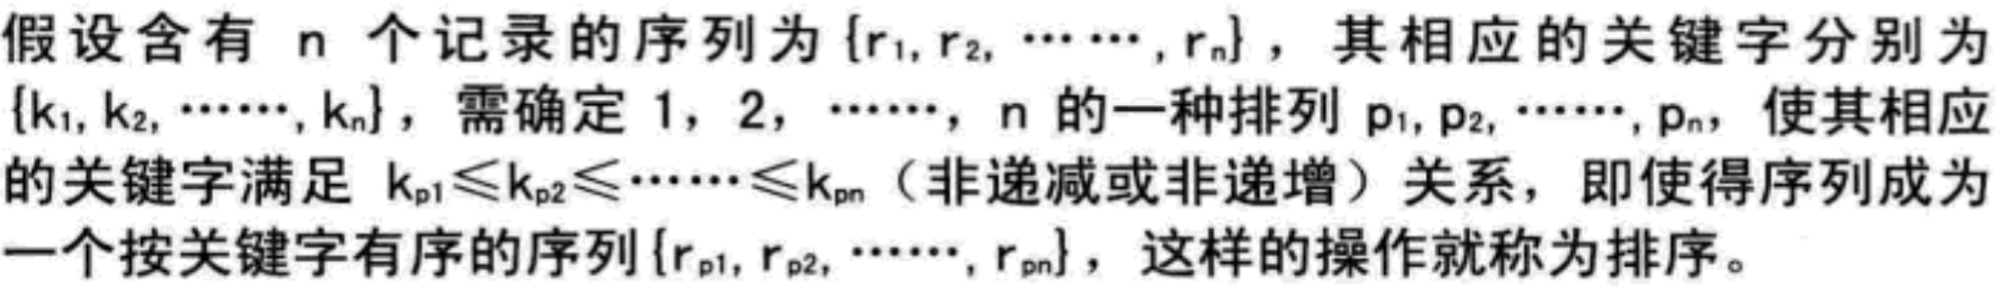 假设含有 n 个记录的序列为{r₁, r₂, ……, rₙ}，其相应的关键字分别为
{k₁, k₂, ……, kₙ}，需确定 1，2，……，n 的一种排列 p₁, p₂, ……, pₙ，使其相应
的关键字满足 kp1≤kp2≤……≤kpn（非递减或非递增）关系，即使得序列成为
一个按关键字有序的序列{rp1, rp2, ……, rpn}，这样的操作就称为排序。